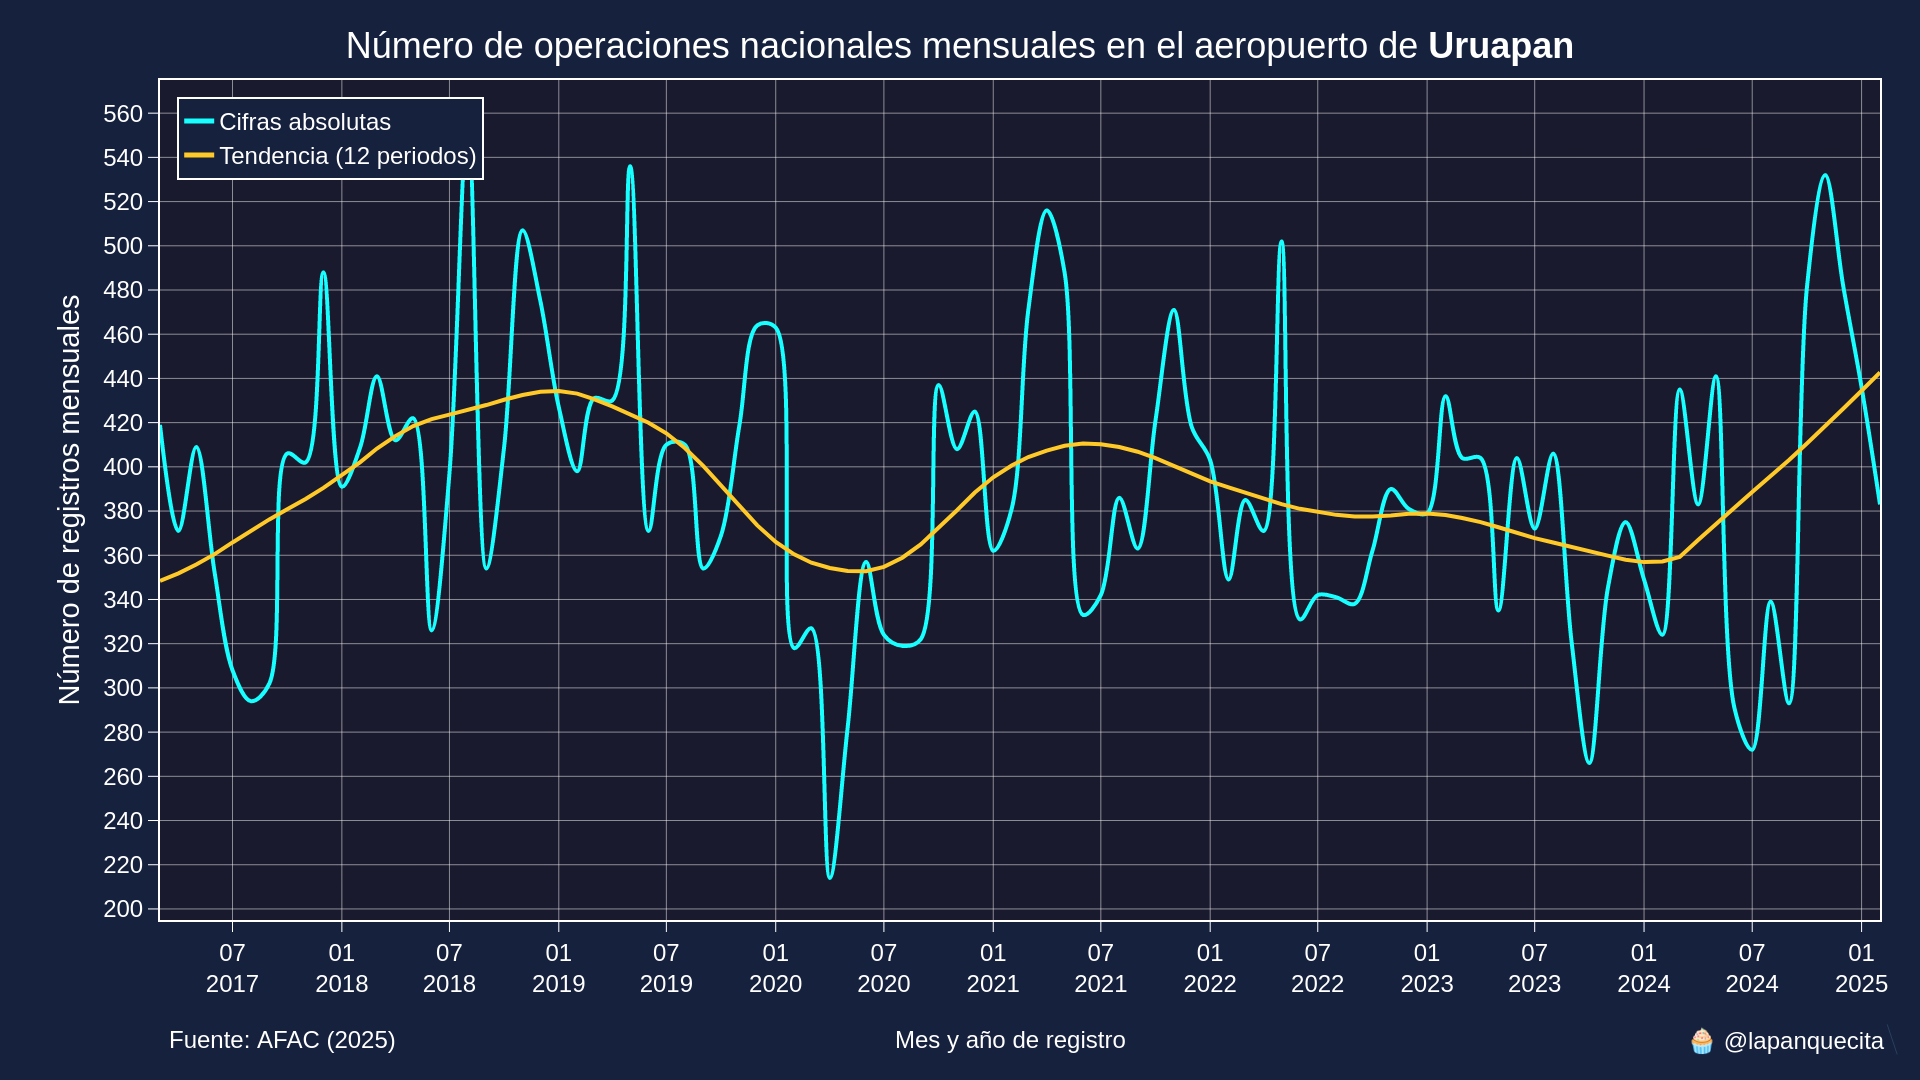 Número de operaciones nacionales mensuales en el aeropuerto de Uruapan
Cifras absolutas
Tendencia (12 periodos)
Número de registros mensuales
560
540
520
500
480
460
440
420
400
380
360
340
320
300
280
260
240
220
200
07 01 07 01 07 01 07 01 07 01 07 01 07 01 07 01
2017 2018 2018 2019 2019 2020 2020 2021 2021 2022 2022 2023 2023 2024 2024 2025
Fuente: AFAC (2025)
Mes y año de registro
🧁 @lapanquecita